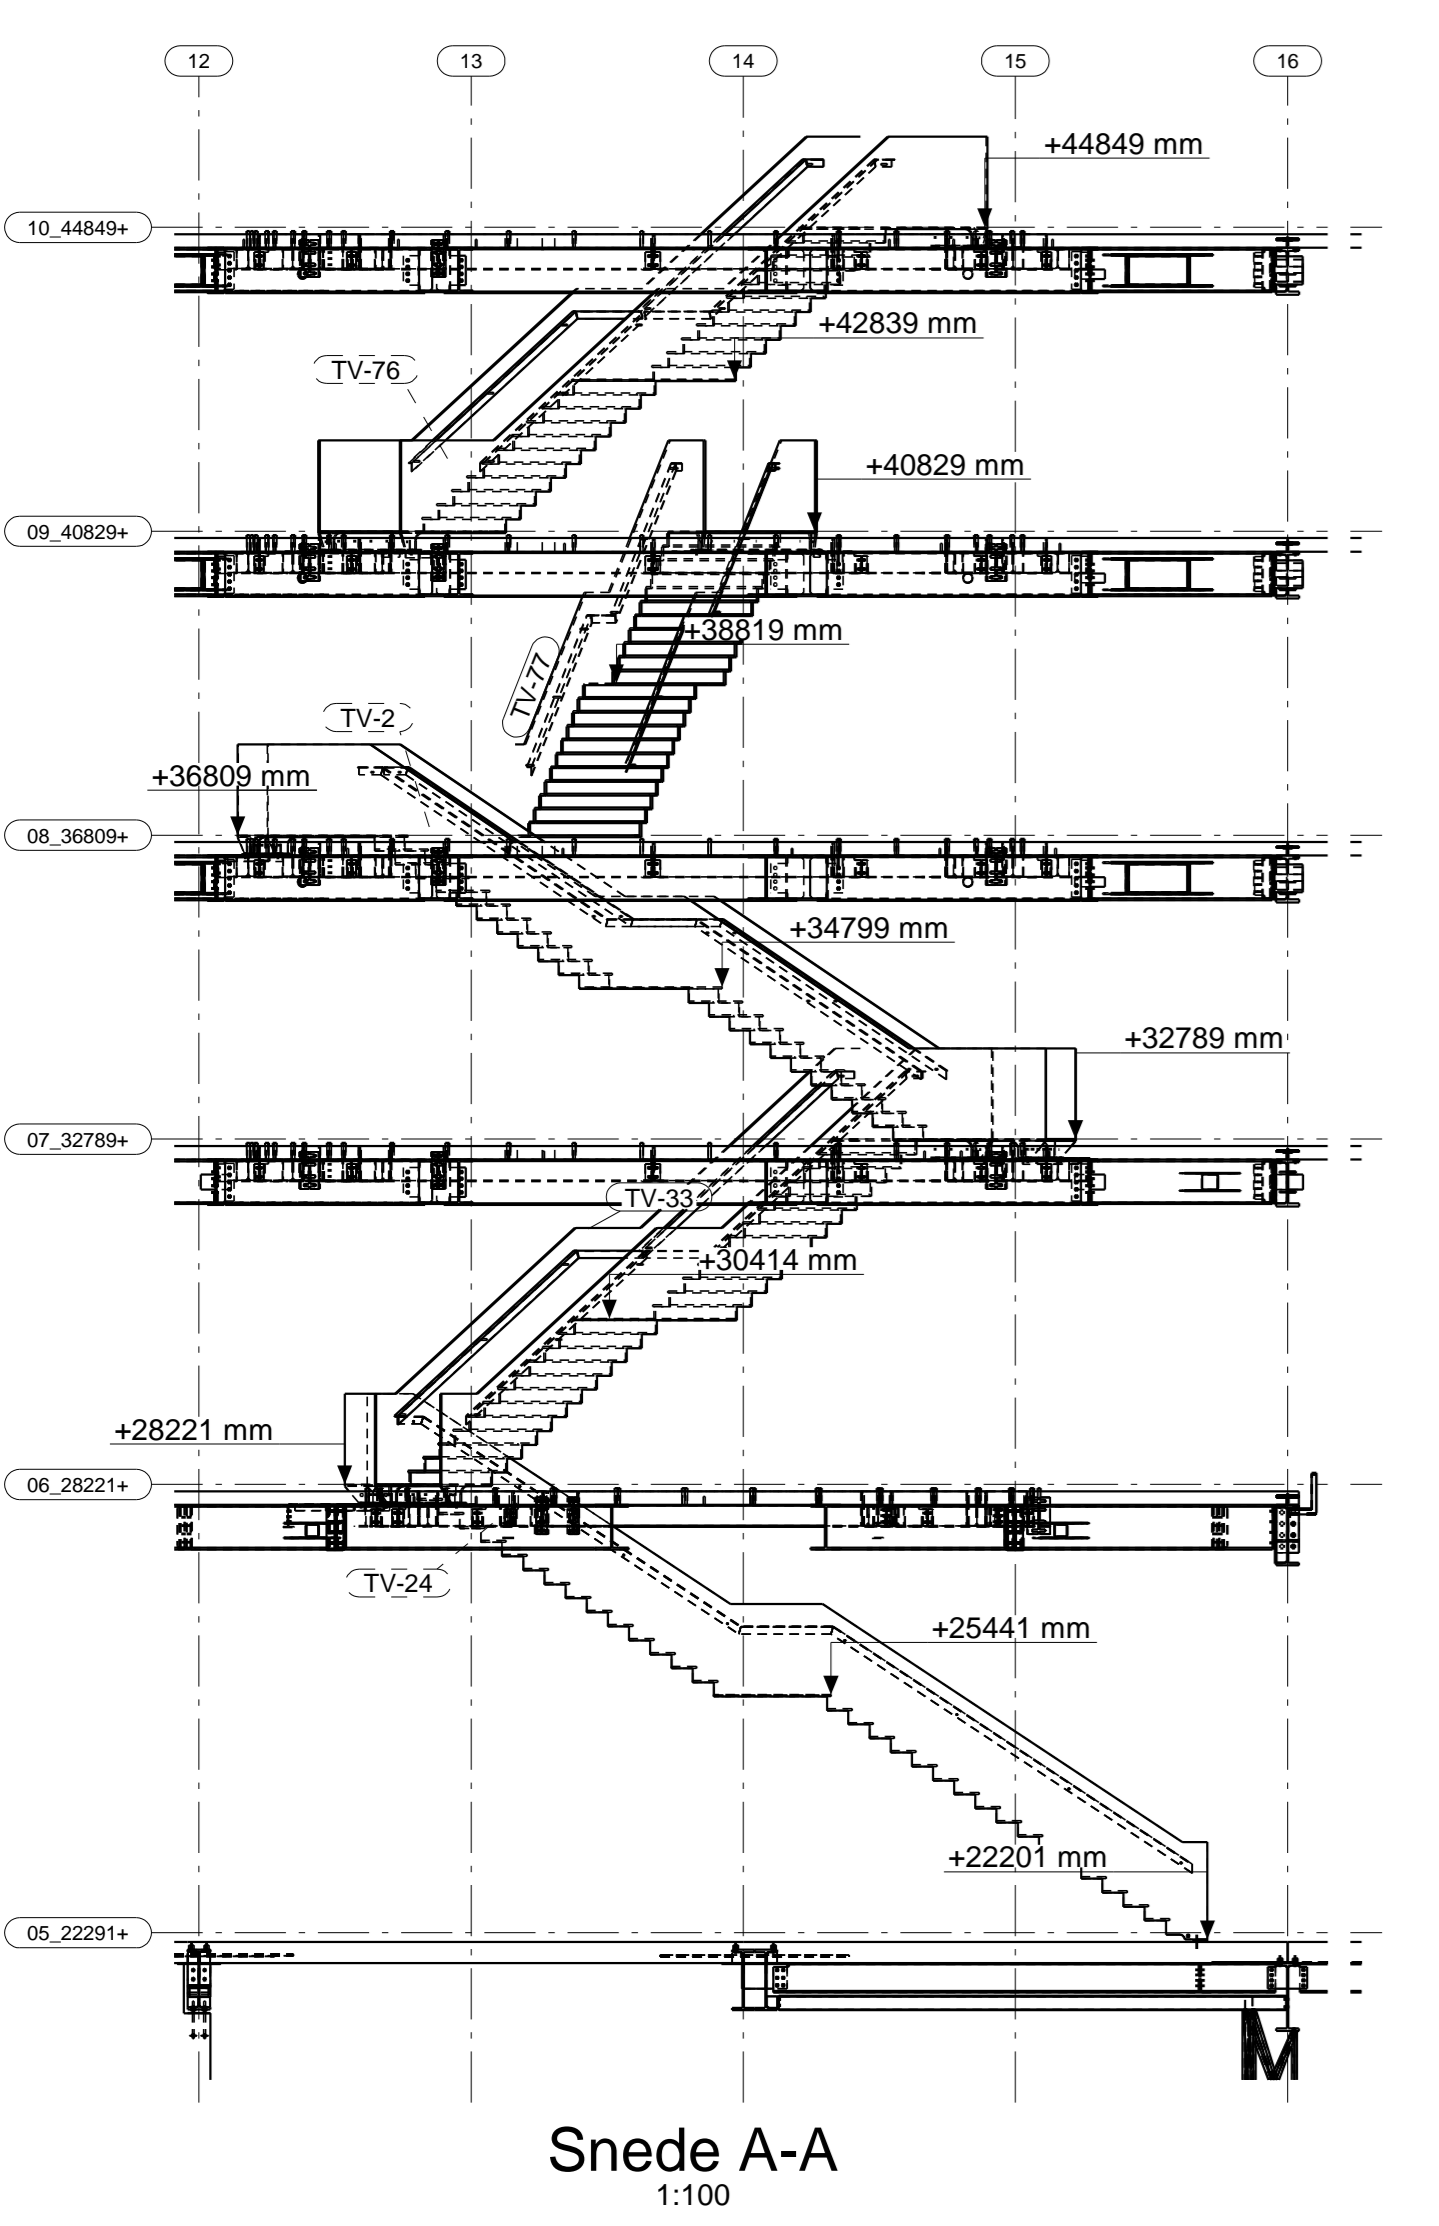 12
13
14
15
16
+44849 mm
10_44849+
+42839 mm
TV-76
+40829 mm
09_40829+
+38819 mm
TV-77
TV-2
+36809 mm
08_36809+
+34799 mm
+32789 mm
07_32789+
TV-33
+30414 mm
+28221 mm
06_28221+
TV-24
+25441 mm
+22201 mm
05_22291+
Snede A-A
1:100